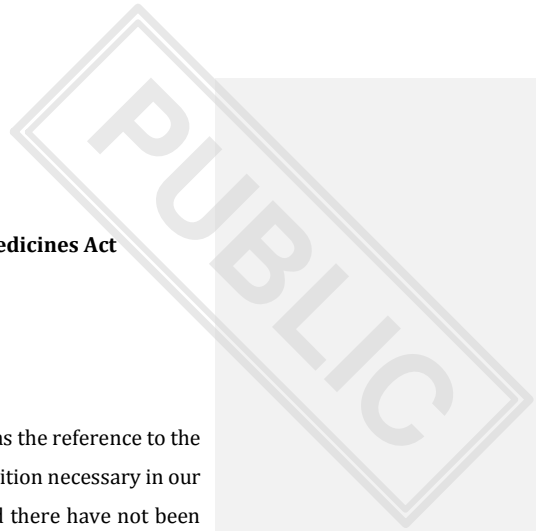 edicines Act
as the reference to the
ition necessary in our
d there have not been
PUBLIC